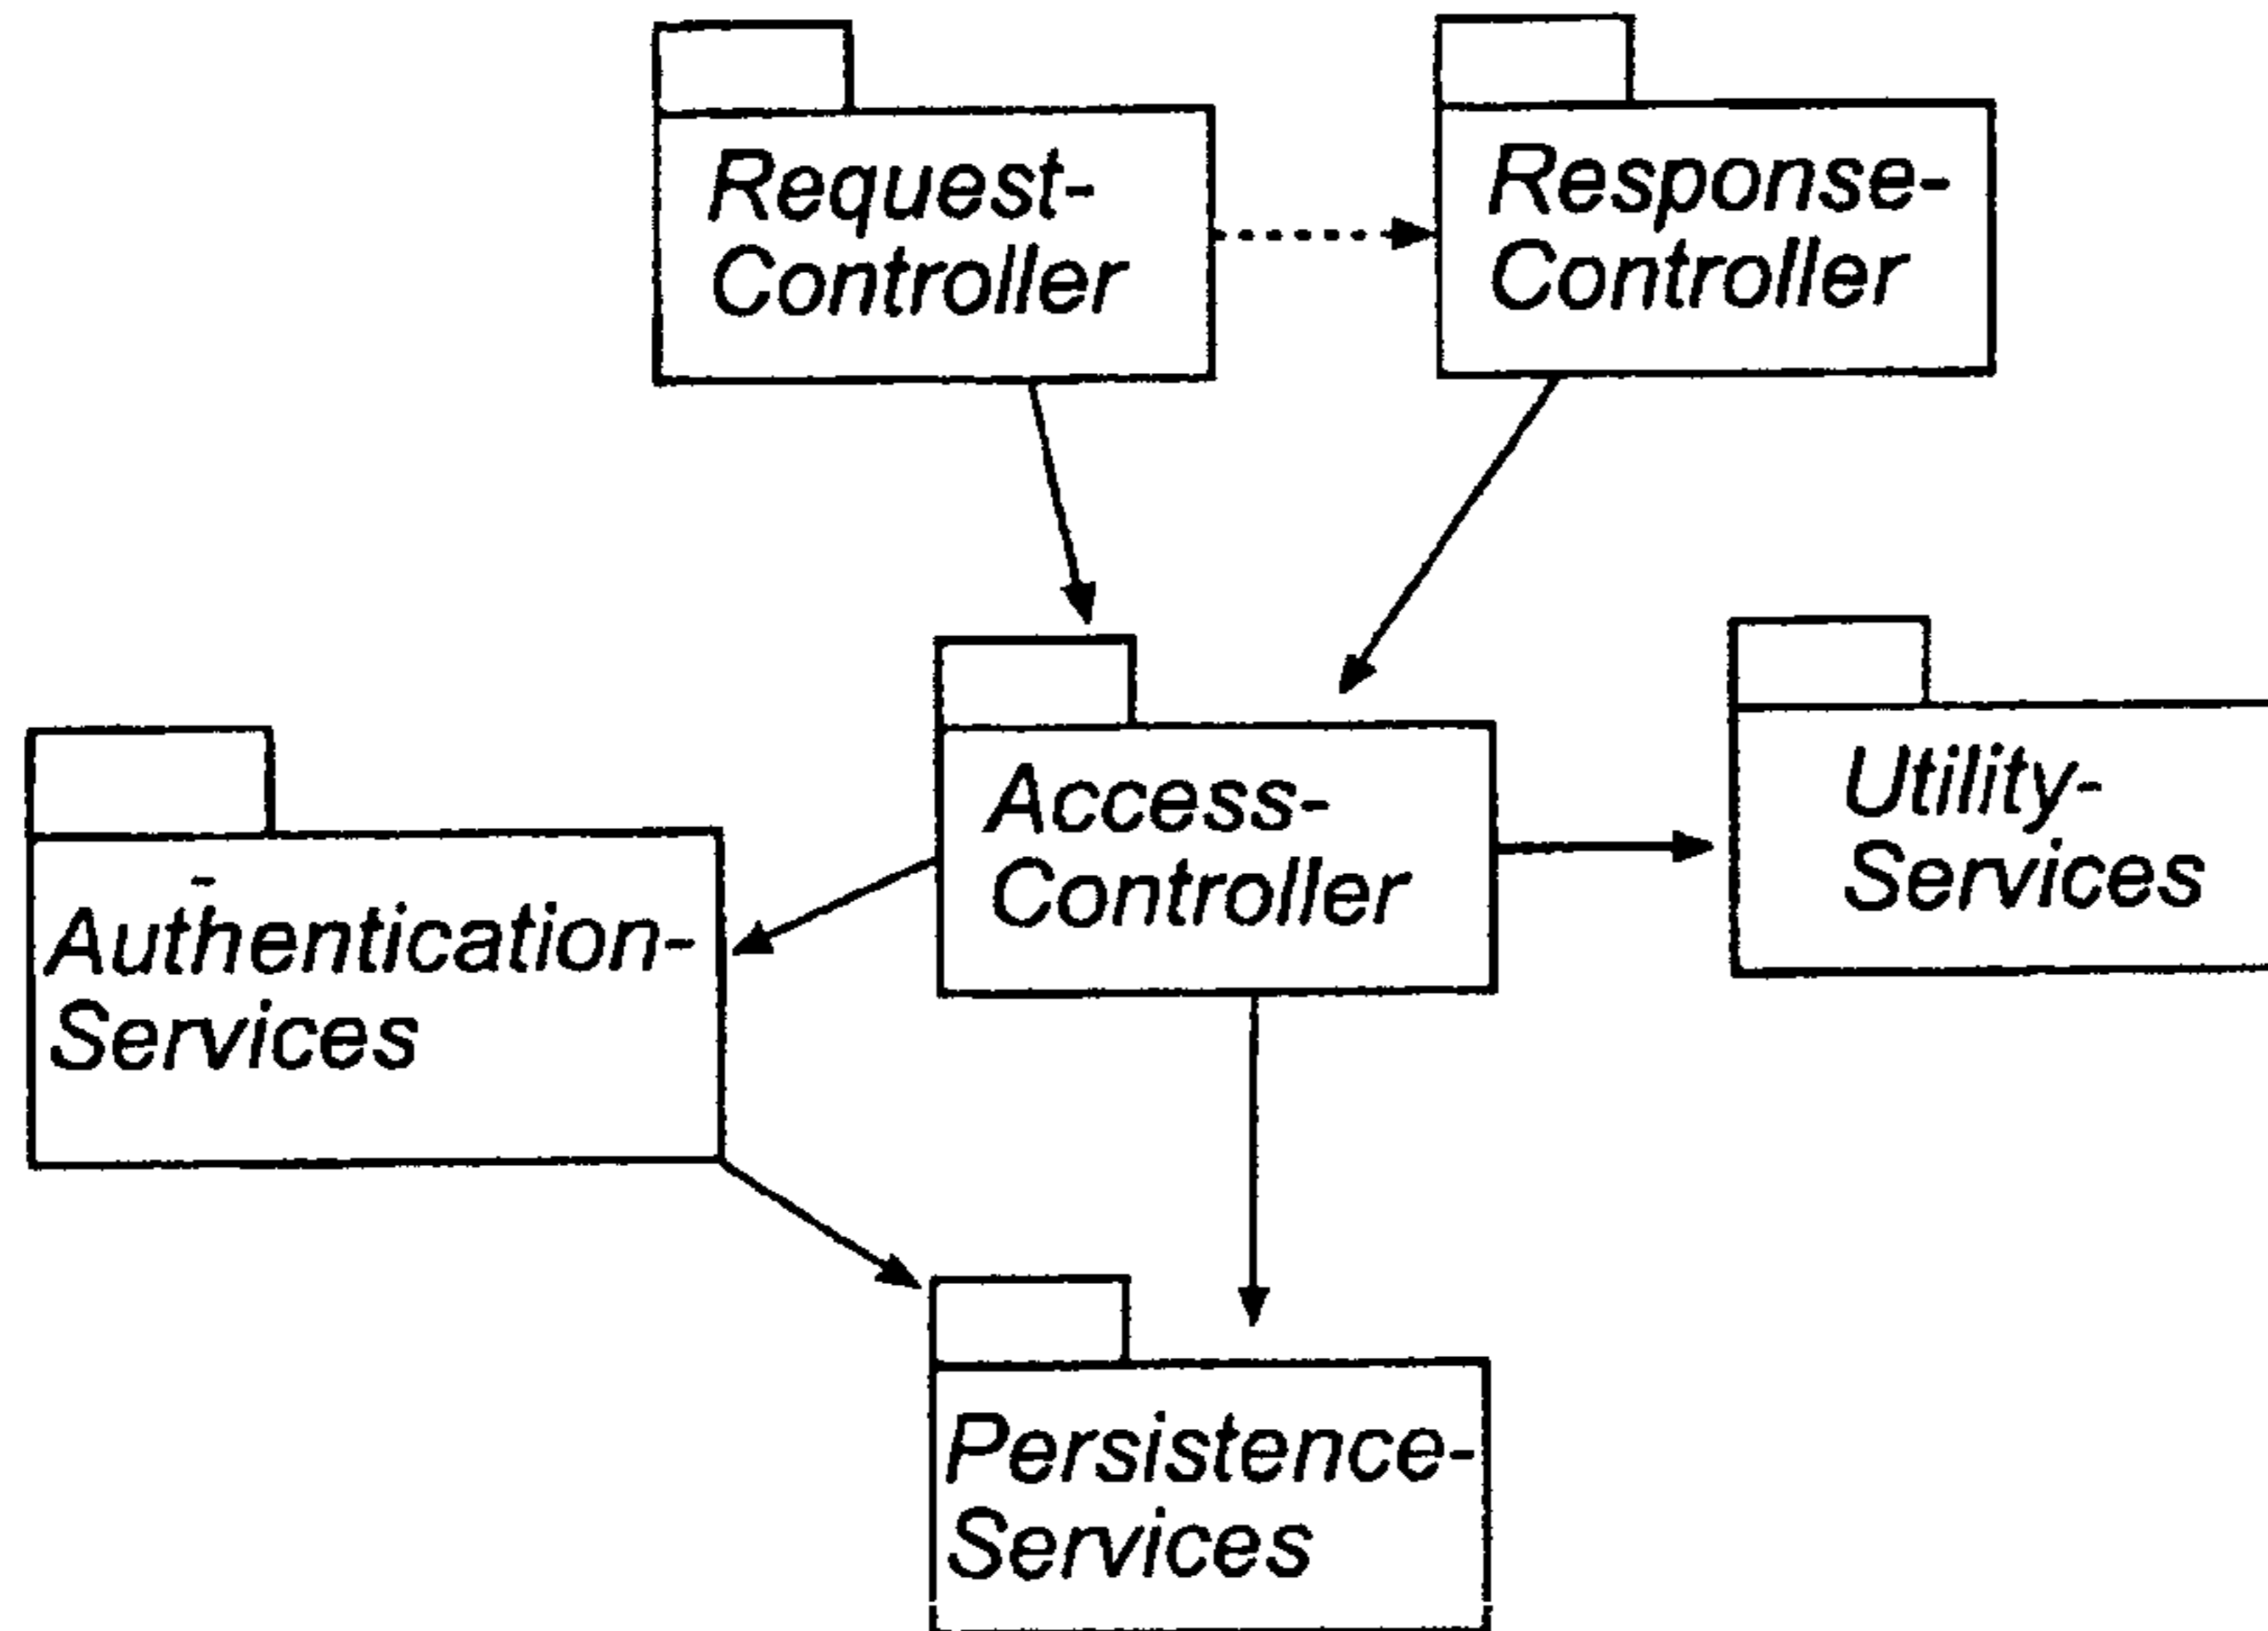 Request-
Controller
Response-
Controller
Access-
Controller
Utility-
Services
Authentication-
Services
Persistence-
Services